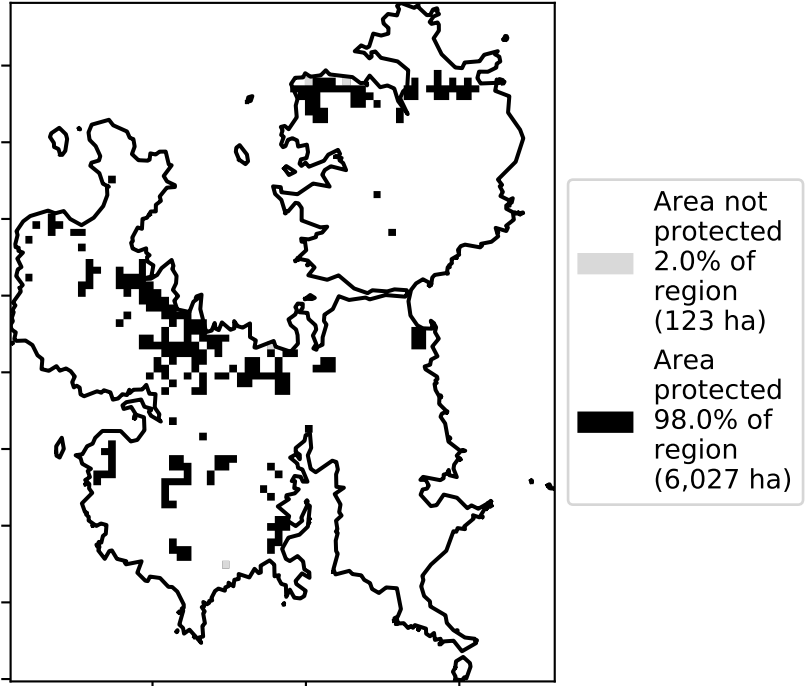 Area not
protected
2.0% of
region
(123 ha)
Area
protected
98.0% of
region
(6,027 ha)